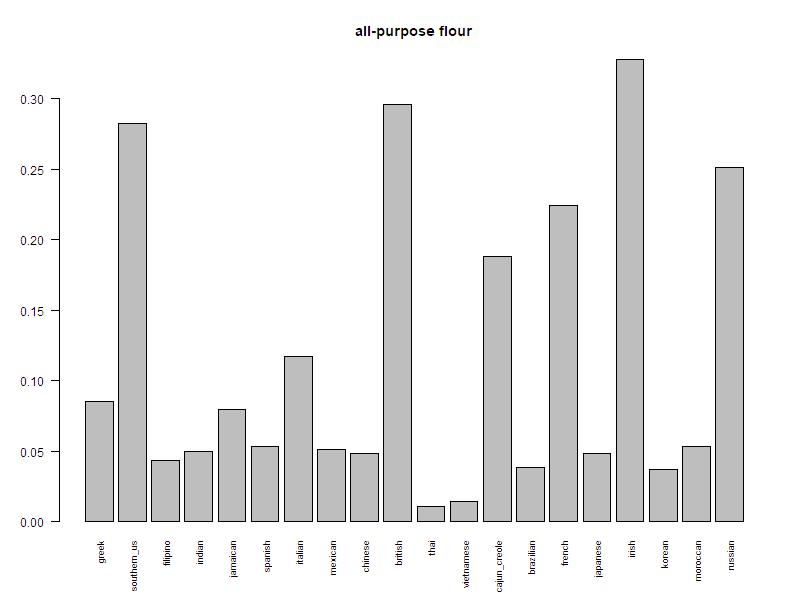 all-purpose flour
0.30
0.25
0.20
0.15
0.10
0.05
0.00
greek
southern_us
filipino
indian
jamaican
spanish
italian
mexican
chinese
british
thai
vietnamese
cajun_creole
brazilian
french
japanese
irish
korean
moroccan
russian